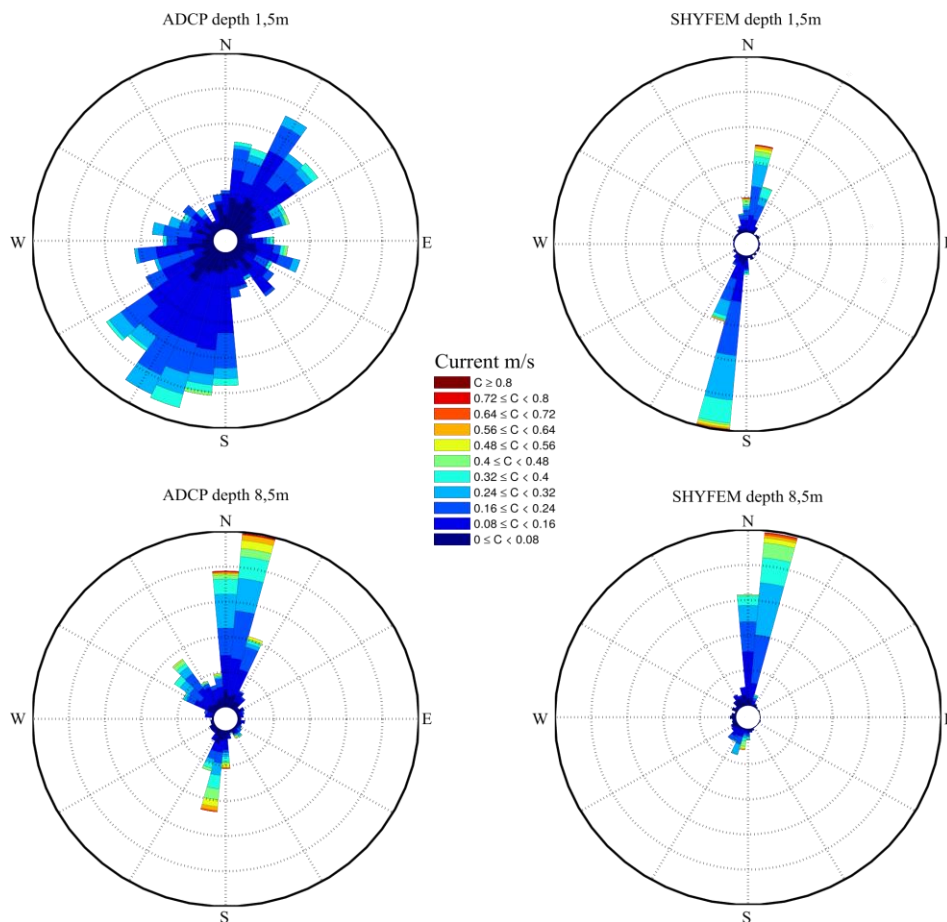 ADCP depth 1,5m
SHYFEM depth 1,5m
N
N
W
E
W
E
S
S
Current m/s
C ≥ 0.8
0.72 ≤ C < 0.8
0.64 ≤ C < 0.72
0.56 ≤ C < 0.64
0.48 ≤ C < 0.56
0.4 ≤ C < 0.48
0.32 ≤ C < 0.4
0.24 ≤ C < 0.32
0.16 ≤ C < 0.24
0.08 ≤ C < 0.16
0 ≤ C < 0.08
ADCP depth 8,5m
SHYFEM depth 8,5m
N
N
W
E
W
E
S
S